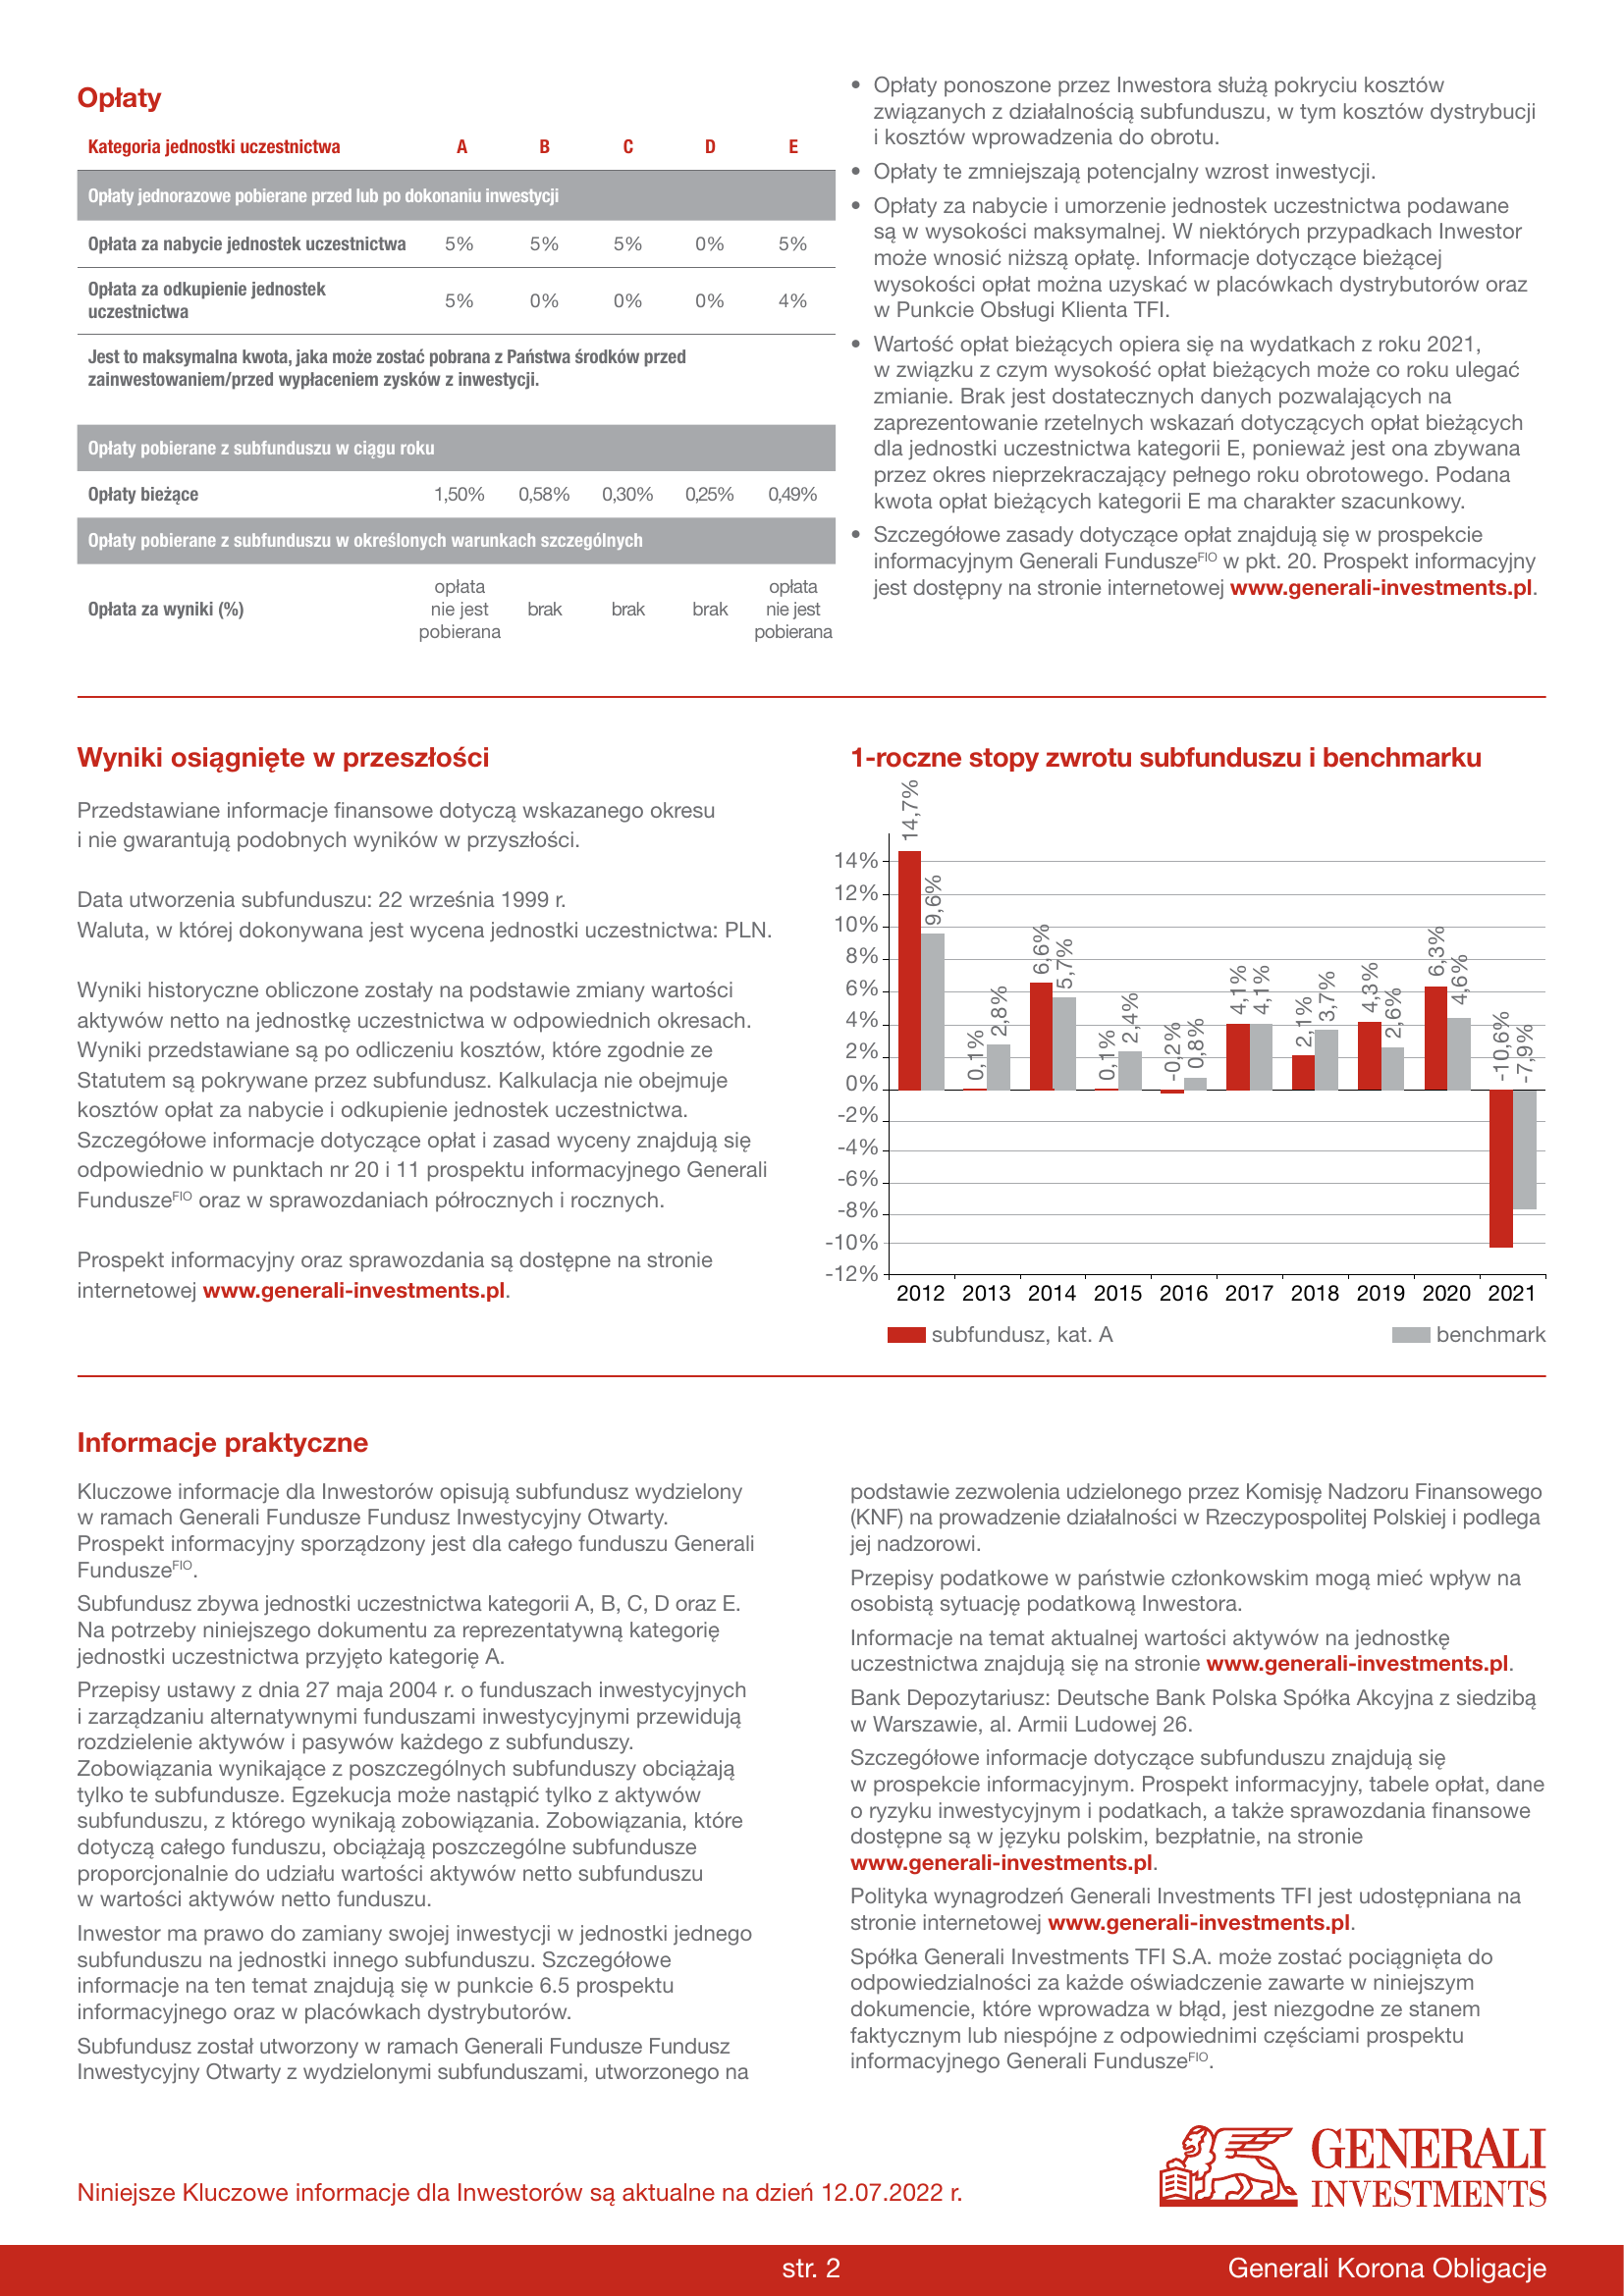 Opłaty
Kategoria jednostki uczestnictwa A B C D E
Opłaty jednorazowe pobierane przed lub po dokonaniu inwestycji
Opłata za nabycie jednostek uczestnictwa 5% 5% 5% 0% 5%
Opłata za odkupienie jednostek
uczestnictwa 5% 0% 0% 0% 4%
Jest to maksymalna kwota, jaka może zostać pobrana z Państwa środków przed
zainwestowaniem/przed wypłaceniem zysków z inwestycji.
Opłaty pobierane z subfunduszu w ciągu roku
Opłaty bieżące 1,50% 0,58% 0,30% 0,25% 0,49%
Opłaty pobierane z subfunduszu w określonych warunkach szczególnych
Opłata za wyniki (%) opłata nie jest pobierana brak brak brak opłata nie jest pobierana
• Opłaty ponoszone przez Inwestora służą pokryciu kosztów
związanych z działalnością subfunduszu, w tym kosztów dystrybucji
i kosztów wprowadzenia do obrotu.
• Opłaty te zmniejszają potencjalny wzrost inwestycji.
• Opłaty za nabycie i umorzenie jednostek uczestnictwa podawane
są w wysokości maksymalnej. W niektórych przypadkach Inwestor
może wnosić niższą opłatę. Informacje dotyczące bieżącej
wysokości opłat można uzyskać w placówkach dystrybutorów oraz
w Punkcie Obsługi Klienta TFI.
• Wartość opłat bieżących opiera się na wydatkach z roku 2021,
w związku z czym wysokość opłat bieżących może co roku ulegać
zmianie. Brak jest dostatecznych danych pozwalających na
zaprezentowanie rzetelnych wskazań dotyczących opłat bieżących
dla jednostki uczestnictwa kategorii E, ponieważ jest ona zbywana
przez okres nieprzekraczający pełnego roku obrotowego. Podana
kwota opłat bieżących kategorii E ma charakter szacunkowy.
• Szczegółowe zasady dotyczące opłat znajdują się w prospekcie
informacyjnym Generali FunduszeFIO w pkt. 20. Prospekt informacyjny
jest dostępny na stronie internetowej www.generali-investments.pl.
Wyniki osiągnięte w przeszłości
Przedstawiane informacje finansowe dotyczą wskazanego okresu
i nie gwarantują podobnych wyników w przyszłości.
Data utworzenia subfunduszu: 22 września 1999 r.
Waluta, w której dokonywana jest wycena jednostki uczestnictwa: PLN.
Wyniki historyczne obliczone zostały na podstawie zmiany wartości
aktywów netto na jednostkę uczestnictwa w odpowiednich okresach.
Wyniki przedstawiane są po odliczeniu kosztów, które zgodnie ze
Statutem są pokrywane przez subfundusz. Kalkulacja nie obejmuje
kosztów opłat za nabycie i odkupienie jednostek uczestnictwa.
Szczegółowe informacje dotyczące opłat i zasad wyceny znajdują się
odpowiednio w punktach nr 20 i 11 prospektu informacyjnego Generali
FunduszeFIO oraz w sprawozdaniach półrocznych i rocznych.
Prospekt informacyjny oraz sprawozdania są dostępne na stronie
internetowej www.generali-investments.pl.
1-roczne stopy zwrotu subfunduszu i benchmarku
14%
12%
10%
8%
6%
4%
2%
0%
-2%
-4%
-6%
-8%
-10%
-12%
14,7% 9,6% 0,1% 2,8% 6,6% 5,7% 0,1% 2,4% -0,2% 0,8% 4,1% 4,1% 2,1% 3,7% 4,3% 2,6% 6,3% 4,6% -10,6% -7,9%
2012 2013 2014 2015 2016 2017 2018 2019 2020 2021
subfundusz, kat. A benchmark
Informacje praktyczne
Kluczowe informacje dla Inwestorów opisują subfundusz wydzielony
w ramach Generali Fundusze Fundusz Inwestycyjny Otwarty.
Prospekt informacyjny sporządzony jest dla całego funduszu Generali
FunduszeFIO.
Subfundusz zbywa jednostki uczestnictwa kategorii A, B, C, D oraz E.
Na potrzeby niniejszego dokumentu za reprezentatywną kategorię
jednostki uczestnictwa przyjęto kategorię A.
Przepisy ustawy z dnia 27 maja 2004 r. o funduszach inwestycyjnych
i zarządzaniu alternatywnymi funduszami inwestycyjnymi przewidują
rozdzielenie aktywów i pasywów każdego z subfunduszy.
Zobowiązania wynikające z poszczególnych subfunduszy obciążają
tylko te subfundusze. Egzekucja może nastąpić tylko z aktywów
subfunduszu, z którego wynikają zobowiązania. Zobowiązania, które
dotyczą całego funduszu, obciążają poszczególne subfundusze
proporcjonalnie do udziału wartości aktywów netto subfunduszu
w wartości aktywów netto funduszu.
Inwestor ma prawo do zamiany swojej inwestycji w jednostki jednego
subfunduszu na jednostki innego subfunduszu. Szczegółowe
informacje na ten temat znajdują się w punkcie 6.5 prospektu
informacyjnego oraz w placówkach dystrybutorów.
Subfundusz został utworzony w ramach Generali Fundusze Fundusz
Inwestycyjny Otwarty z wydzielonymi subfunduszami, utworzonego na
podstawie zezwolenia udzielonego przez Komisję Nadzoru Finansowego
(KNF) na prowadzenie działalności w Rzeczypospolitej Polskiej i podlega
jej nadzorowi.
Przepisy podatkowe w państwie członkowskim mogą mieć wpływ na
osobistą sytuację podatkową Inwestora.
Informacje na temat aktualnej wartości aktywów na jednostkę
uczestnictwa znajdują się na stronie www.generali-investments.pl.
Bank Depozytariusz: Deutsche Bank Polska Spółka Akcyjna z siedzibą
w Warszawie, al. Armii Ludowej 26.
Szczegółowe informacje dotyczące subfunduszu znajdują się
w prospekcie informacyjnym. Prospekt informacyjny, tabele opłat, dane
o ryzyku inwestycyjnym i podatkach, a także sprawozdania finansowe
dostępne są w języku polskim, bezpłatnie, na stronie
www.generali-investments.pl.
Polityka wynagrodzeń Generali Investments TFI jest udostępniana na
stronie internetowej www.generali-investments.pl.
Spółka Generali Investments TFI S.A. może zostać pociągnięta do
odpowiedzialności za każde oświadczenie zawarte w niniejszym
dokumencie, które wprowadza w błąd, jest niezgodne ze stanem
faktycznym lub niespójne z odpowiednimi częściami prospektu
informacyjnego Generali FunduszeFIO.
Niniejsze Kluczowe informacje dla Inwestorów są aktualne na dzień 12.07.2022 r.
GENERALI
INVESTMENTS
str. 2
Generali Korona Obligacje